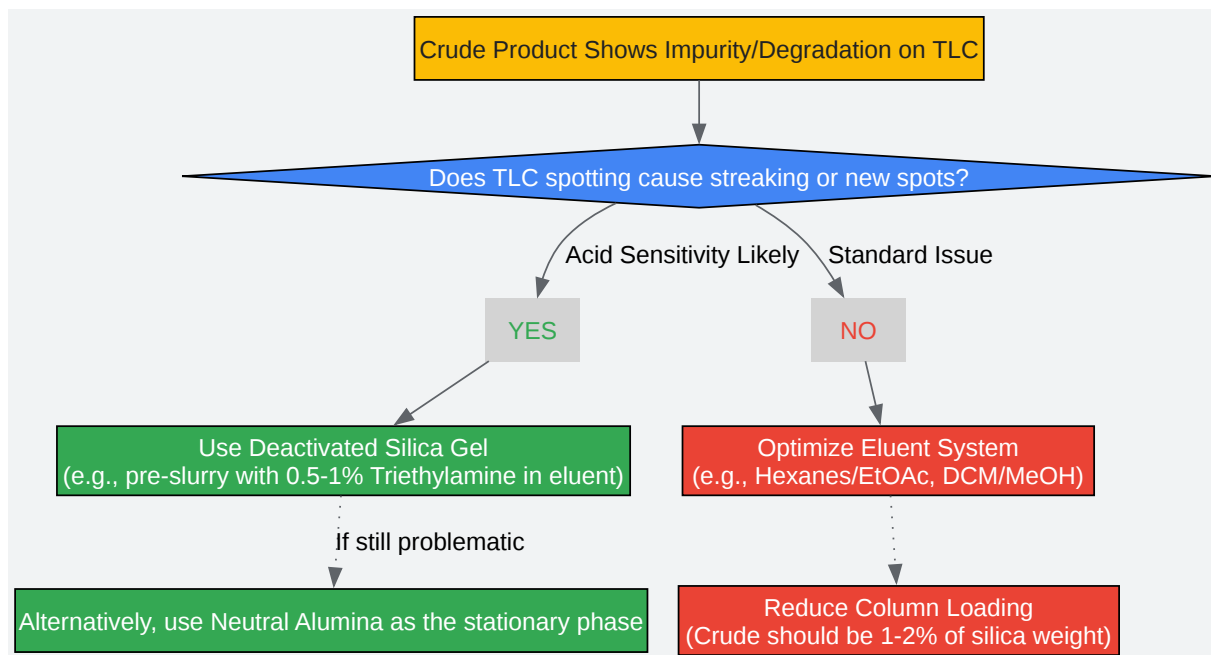 Crude Product Shows Impurity/Degradation on TLC
Does TLC spotting cause streaking or new spots?
Acid Sensitivity Likely
Standard Issue
YES
NO
Use Deactivated Silica Gel
(e.g., pre-slurry with 0.5-1% Triethylamine in eluent)
Optimize Eluent System
(e.g., Hexanes/EtOAc, DCM/MeOH)
If still problematic
Alternatively, use Neutral Alumina as the stationary phase
Reduce Column Loading
(Crude should be 1-2% of silica weight)